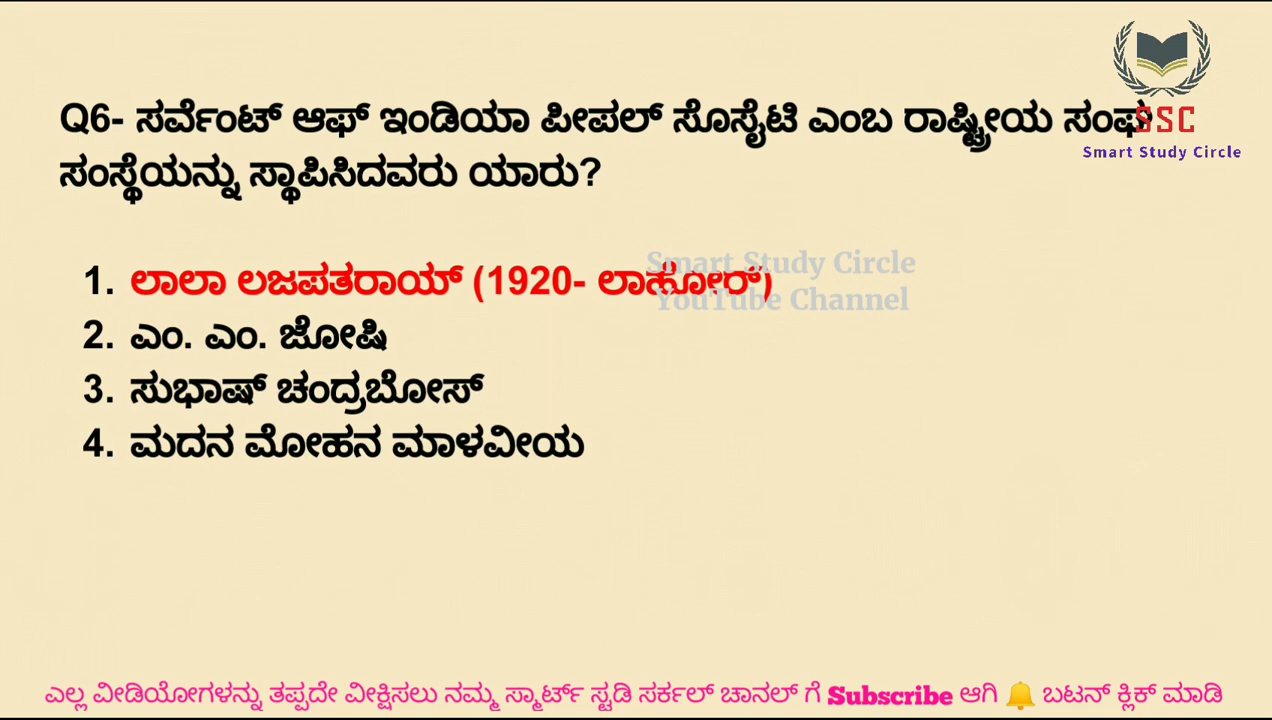 Q6- ಸರ್ವೆಂಟ್ ಆಫ್ ಇಂಡಿಯಾ ಪೀಪಲ್ ಸೊಸೈಟಿ ಎಂಬ ರಾಷ್ಟ್ರೀಯ ಸಂಘ
ಸಂಸ್ಥೆಯನ್ನು ಸ್ಥಾಪಿಸಿದವರು ಯಾರು?
SSC
Smart Study Circle
1. ಲಾಲಾ ಲಜಪತರಾಯ್ (1920- ಲಾಹೋರ್)
2. ಎಂ. ಎಂ. ಜೋಷಿ
3. ಸುಭಾಷ್ ಚಂದ್ರಬೋಸ್
4. ಮದನ ಮೋಹನ ಮಾಳವೀಯ
Smart Study Circle
YouTube Channel
ಎಲ್ಲ ವೀಡಿಯೋಗಳನ್ನು ತಪ್ಪದೇ ವೀಕ್ಷಿಸಲು ನಮ್ಮ ಸ್ಮಾರ್ಟ್ ಸ್ಟಡಿ ಸರ್ಕಲ್ ಚಾನಲ್ ಗೆ Subscribe ಆಗಿ 🔔 ಬಟನ್ ಕ್ಲಿಕ್ ಮಾಡಿ